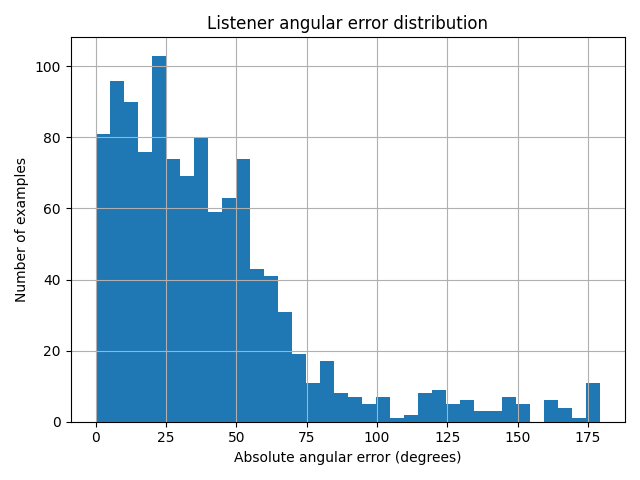 Listener angular error distribution
Number of examples
100
80
60
40
20
0
0 25 50 75 100 125 150 175
Absolute angular error (degrees)